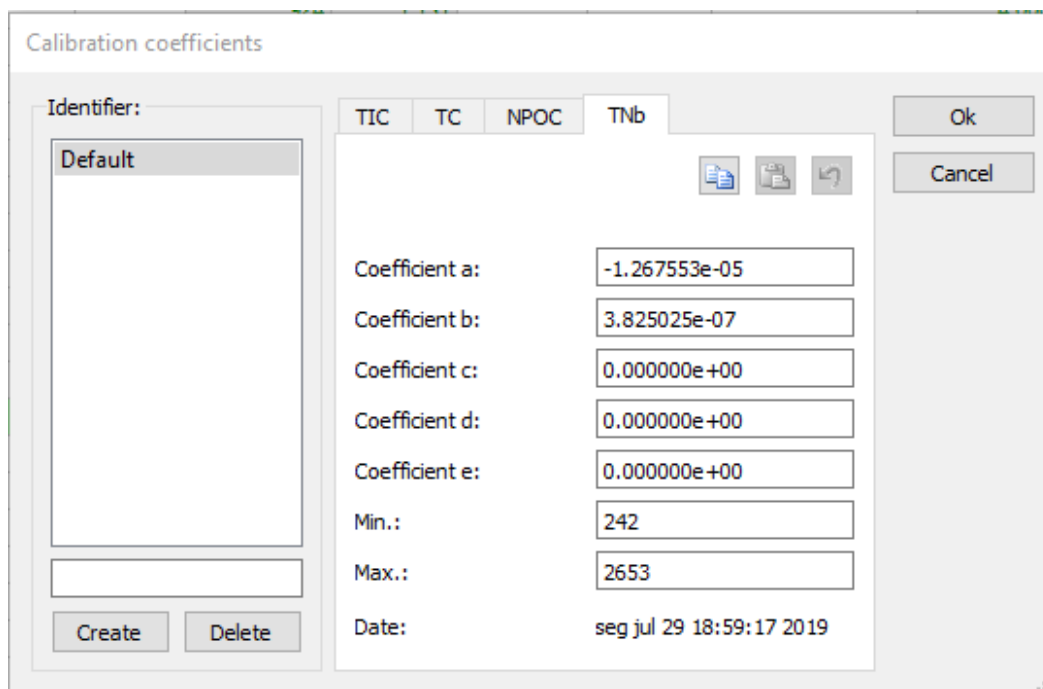 Calibration coefficients
Identifier:
Default
Create Delete
TIC TC NPOC TNb
Coefficient a: -1.267553e-05
Coefficient b: 3.825025e-07
Coefficient c: 0.000000e+00
Coefficient d: 0.000000e+00
Coefficient e: 0.000000e+00
Min.: 242
Max.: 2653
Date: seg jul 29 18:59:17 2019
Ok
Cancel